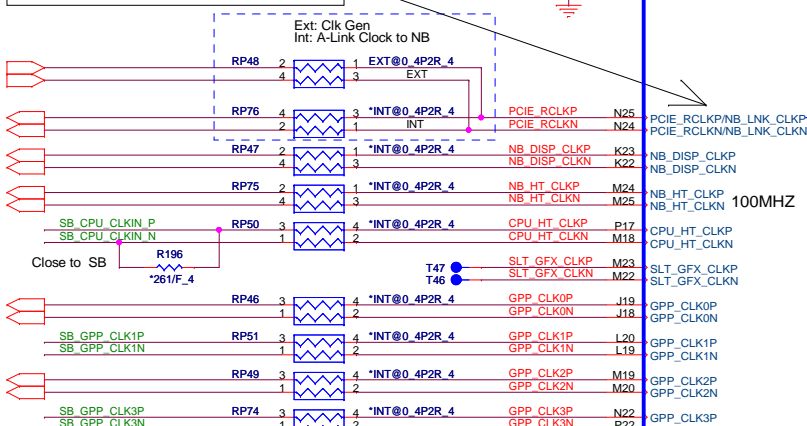 Ext: Clk Gen
Int: A-Link Clock to NB
RP48 2 1 EXT@0_4P2R_4
4 3 EXT
RP76 4 3 *INT@0_4P2R_4 PCIE_RCLKP N25 PCIE_RCLKP/NB_LNK_CLKP
2 1 INT PCIE_RCLKN N24 PCIE_RCLKN/NB_LNK_CLKN
RP47 2 1 *INT@0_4P2R_4 NB_DISP_CLKP K23 NB_DISP_CLKP
4 3 NB_DISP_CLKN K22 NB_DISP_CLKN
RP75 2 1 *INT@0_4P2R_4 NB_HT_CLKP M24 NB_HT_CLKP 100MHZ
4 3 NB_HT_CLKN M25 NB_HT_CLKN
SB_CPU_CLKIN_P RP50 3 4 *INT@0_4P2R_4 CPU_HT_CLKP P17 CPU_HT_CLKP
SB_CPU_CLKIN_N 1 2 CPU_HT_CLKN M18 CPU_HT_CLKN
Close to SB R196
*261/F_4
T47 SLT_GFX_CLKP M23 SLT_GFX_CLKP
T46 SLT_GFX_CLKN M22 SLT_GFX_CLKN
RP46 3 4 *INT@0_4P2R_4 GPP_CLK0P J19 GPP_CLK0P
1 2 GPP_CLK0N J18 GPP_CLK0N
SB_GPP_CLK1P RP51 3 4 *INT@0_4P2R_4 GPP_CLK1P L20 GPP_CLK1P
SB_GPP_CLK1N 1 2 GPP_CLK1N L19 GPP_CLK1N
RP49 3 4 *INT@0_4P2R_4 GPP_CLK2P M19 GPP_CLK2P
1 2 GPP_CLK2N M20 GPP_CLK2N
SB_GPP_CLK3P RP74 3 4 *INT@0_4P2R_4 GPP_CLK3P N22 GPP_CLK3P
SB_GPP_CLK3N 1 2 GPP_CLK3N P22